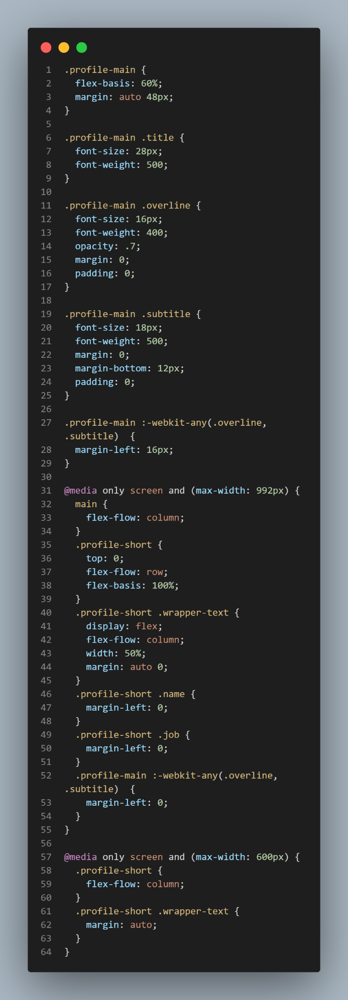 1 .profile-main {
2   flex-basis: 60%;
3   margin: auto 48px;
4 }
5
6 .profile-main .title {
7   font-size: 28px;
8   font-weight: 500;
9 }
10
11 .profile-main .overline {
12   font-size: 16px;
13   font-weight: 400;
14   opacity: .7;
15   margin: 0;
16   padding: 0;
17 }
18
19 .profile-main .subtitle {
20   font-size: 18px;
21   font-weight: 500;
22   margin: 0;
23   margin-bottom: 12px;
24   padding: 0;
25 }
26
27 .profile-main :-webkit-any(.overline,
.subtitle)  {
28   margin-left: 16px;
29 }
30
31 @media only screen and (max-width: 992px) {
32   main {
33     flex-flow: column;
34   }
35   .profile-short {
36     top: 0;
37     flex-flow: row;
38     flex-basis: 100%;
39   }
40   .profile-short .wrapper-text {
41     display: flex;
42     flex-flow: column;
43     width: 50%;
44     margin: auto 0;
45   }
46   .profile-short .name {
47     margin-left: 0;
48   }
49   .profile-short .job {
50     margin-left: 0;
51   }
52   .profile-main :-webkit-any(.overline,
.subtitle)  {
53     margin-left: 0;
54   }
55 }
56
57 @media only screen and (max-width: 600px) {
58   .profile-short {
59     flex-flow: column;
60   }
61   .profile-short .wrapper-text {
62     margin: auto;
63   }
64 }